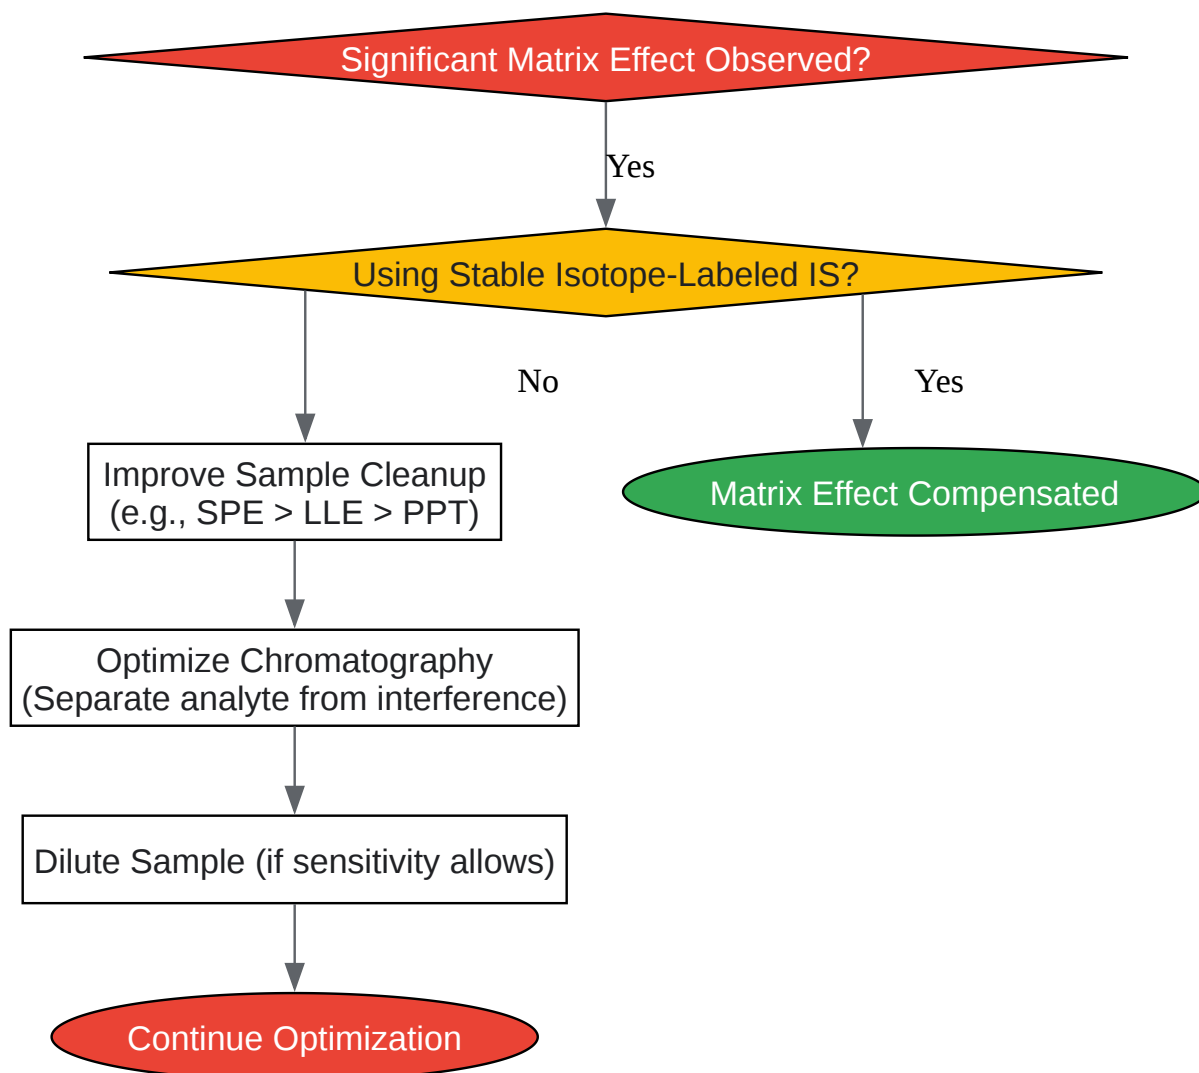 Significant Matrix Effect Observed?
Yes
Using Stable Isotope-Labeled IS?
No
Yes
Improve Sample Cleanup
(e.g., SPE > LLE > PPT)
Matrix Effect Compensated
Optimize Chromatography
(Separate analyte from interference)
Dilute Sample (if sensitivity allows)
Continue Optimization